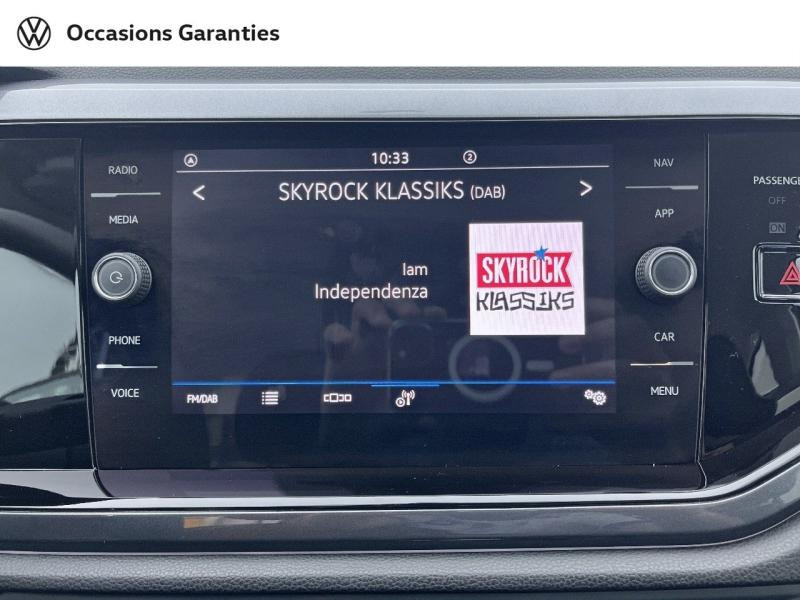 Occasions Garanties
RADIO
MEDIA
PHONE
VOICE
10:33
2
< SKYROCK KLASSIKS (DAB) >
Iam
Independenza
SKYROCK
KLASSIKS
FM/DAB
NAV
APP
CAR
MENU
PASSENGE
OFF
ON